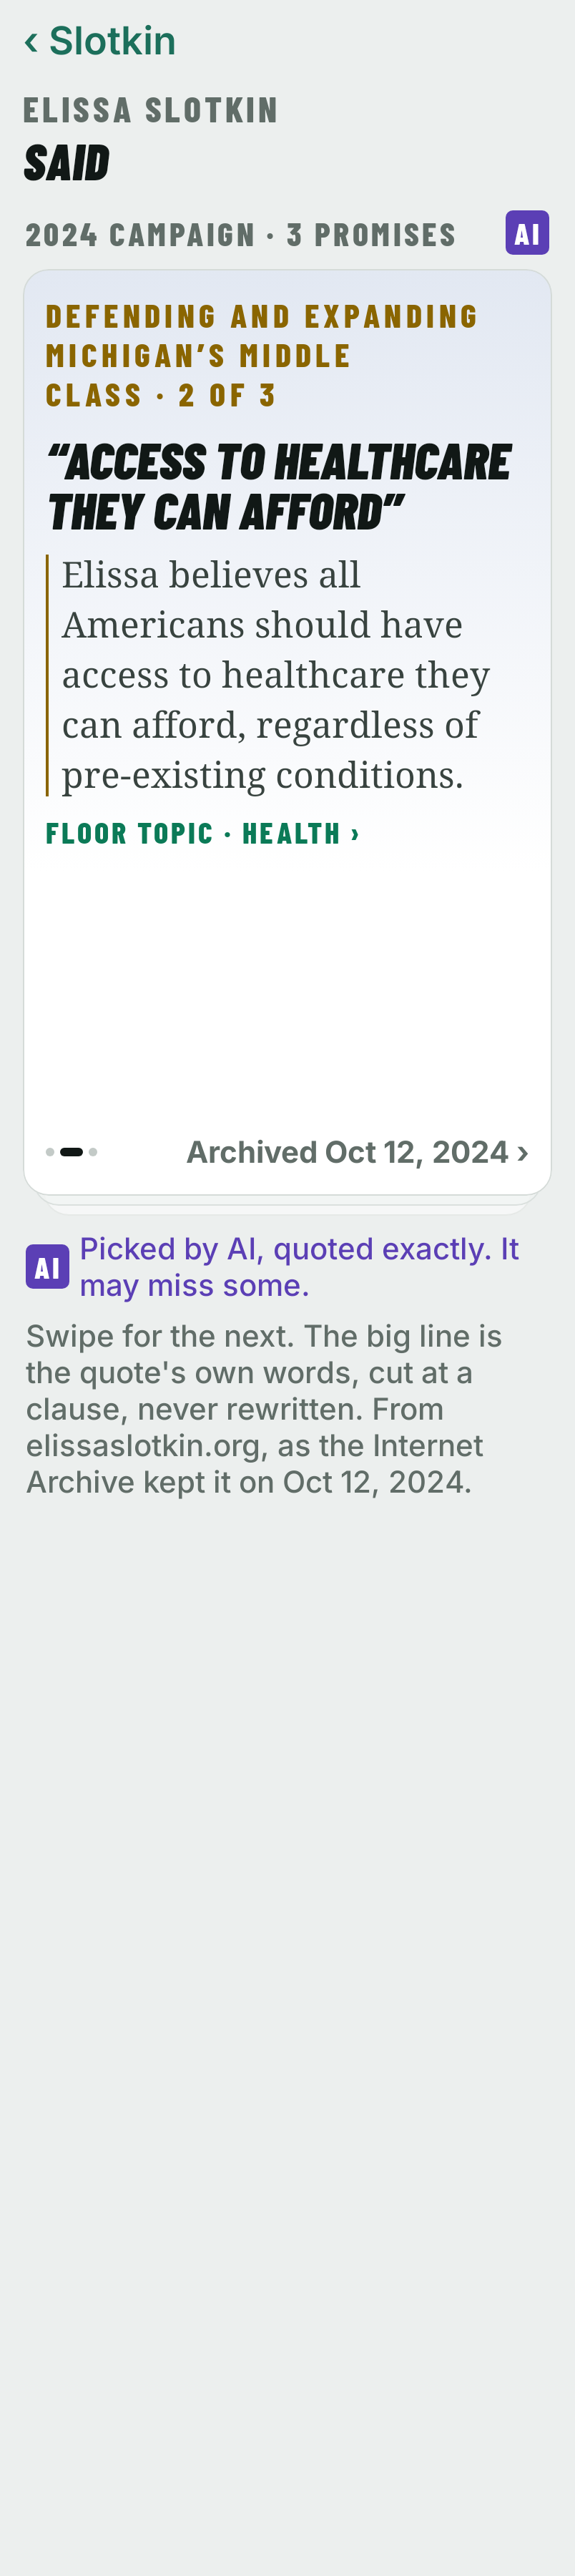 ‹ Slotkin
ELISSA SLOTKIN
SAID
2024 CAMPAIGN · 3 PROMISES AI
DEFENDING AND EXPANDING
MICHIGAN’S MIDDLE
CLASS · 2 OF 3
“ACCESS TO HEALTHCARE
THEY CAN AFFORD”
Elissa believes all
Americans should have
access to healthcare they
can afford, regardless of
pre-existing conditions.
FLOOR TOPIC · HEALTH ›
Archived Oct 12, 2024 ›
AI Picked by AI, quoted exactly. It
may miss some.
Swipe for the next. The big line is
the quote's own words, cut at a
clause, never rewritten. From
elissaslotkin.org, as the Internet
Archive kept it on Oct 12, 2024.